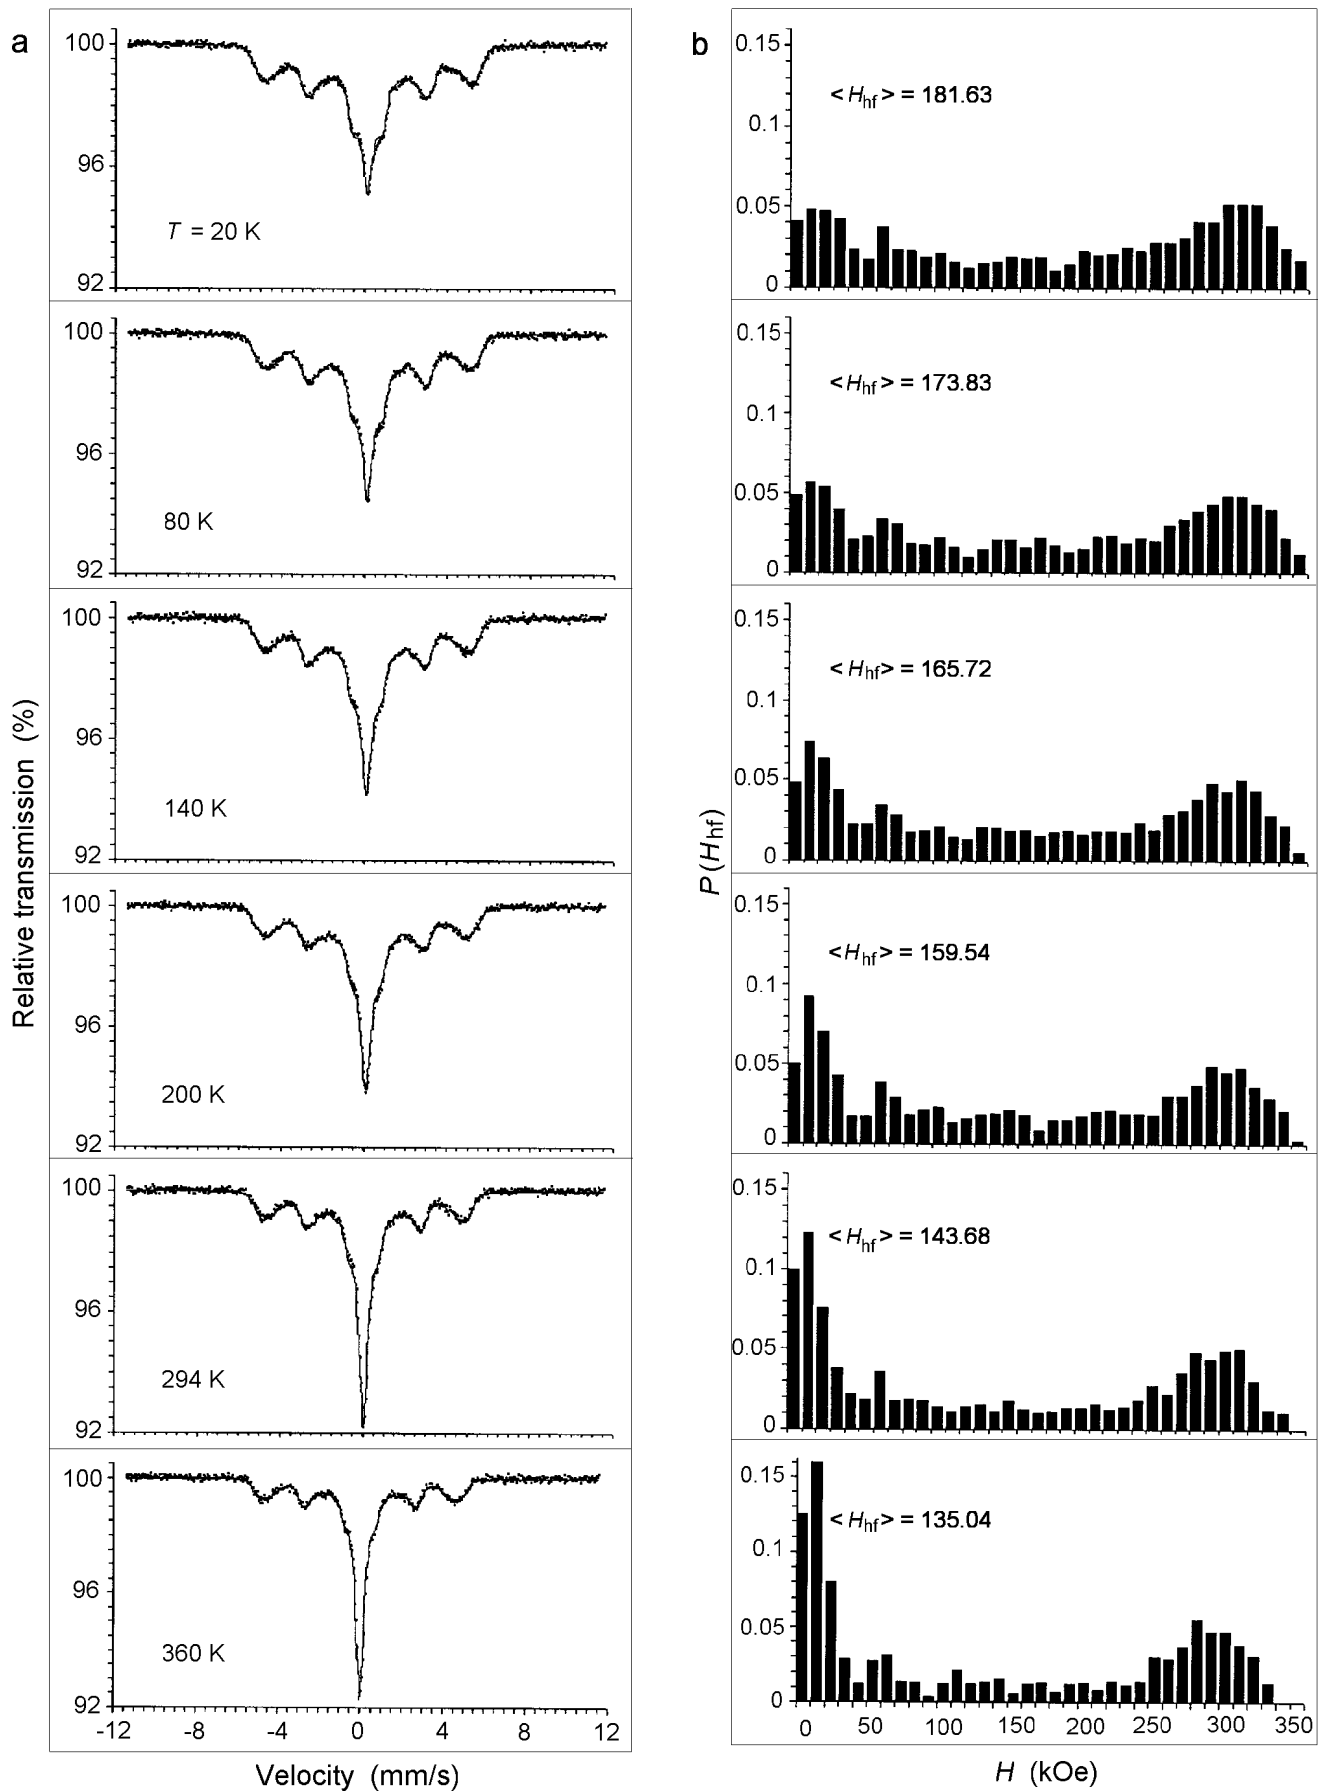 a
100
96
92
T = 20 K
100
96
92
80 K
100
96
92
140 K
100
96
92
200 K
100
96
92
294 K
100
96
92
360 K
-12 -8 -4 0 4 8 12
Velocity (mm/s)
Relative transmission (%)
b
0.15
0.1
0.05
0
<Hhf> = 181.63
0.15
0.1
0.05
0
<Hhf> = 173.83
0.15
0.1
0.05
0
<Hhf> = 165.72
0.15
0.1
0.05
0
<Hhf> = 159.54
0.15
0.1
0.05
0
<Hhf> = 143.68
0.15
0.1
0.05
0
<Hhf> = 135.04
0 50 100 150 200 250 300 350
H (kOe)
P(Hhf)